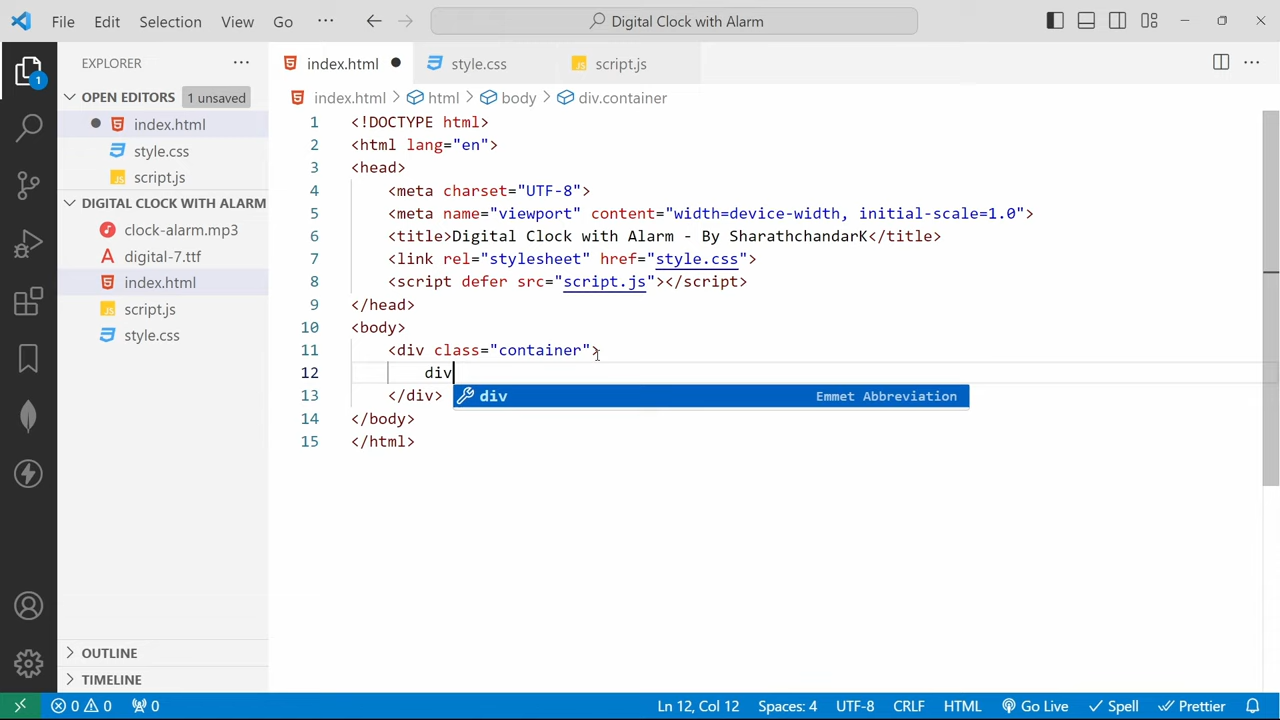 File Edit Selection View Go ··· Digital Clock with Alarm
EXPLORER ···
index.html ● style.css script.js ···
OPEN EDITORS 1 unsaved
index.html
style.css
script.js
DIGITAL CLOCK WITH ALARM
clock-alarm.mp3
digital-7.ttf
index.html
script.js
style.css
OUTLINE
TIMELINE
1
index.html > html > body > div.container
1 <!DOCTYPE html>
2 <html lang="en">
3 <head>
4 <meta charset="UTF-8">
5 <meta name="viewport" content="width=device-width, initial-scale=1.0">
6 <title>Digital Clock with Alarm - By SharathchandarK</title>
7 <link rel="stylesheet" href="style.css">
8 <script defer src="script.js"></script>
9 </head>
10 <body>
11 <div class="container">
12 div
13 </div>
div Emmet Abbreviation
14 </body>
15 </html>
0 0 0 Ln 12, Col 12 Spaces: 4 UTF-8 CRLF HTML Go Live Spell Prettier